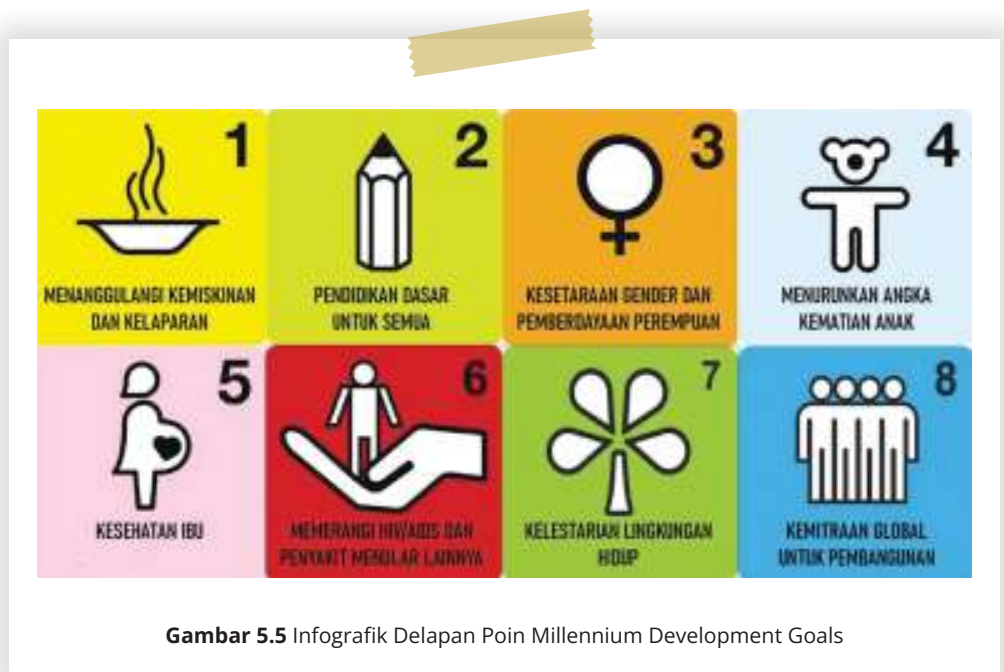 1
MENANGGULANGI KEMISKINAN
DAN KELAPARAN
2
PENDIDIKAN DASAR
UNTUK SEMUA
3
KESETARAAN GENDER DAN
PEMBERDAYAAN PEREMPUAN
4
MENURUNKAN ANGKA
KEMATIAN ANAK
5
KESEHATAN IBU
6
MEMERANGI HIV/AIDS DAN
PENYAKIT MENULAR LAINNYA
7
KELESTARIAN LINGKUNGAN
HIDUP
8
KEMITRAAN GLOBAL
UNTUK PEMBANGUNAN
Gambar 5.5 Infografik Delapan Poin Millennium Development Goals